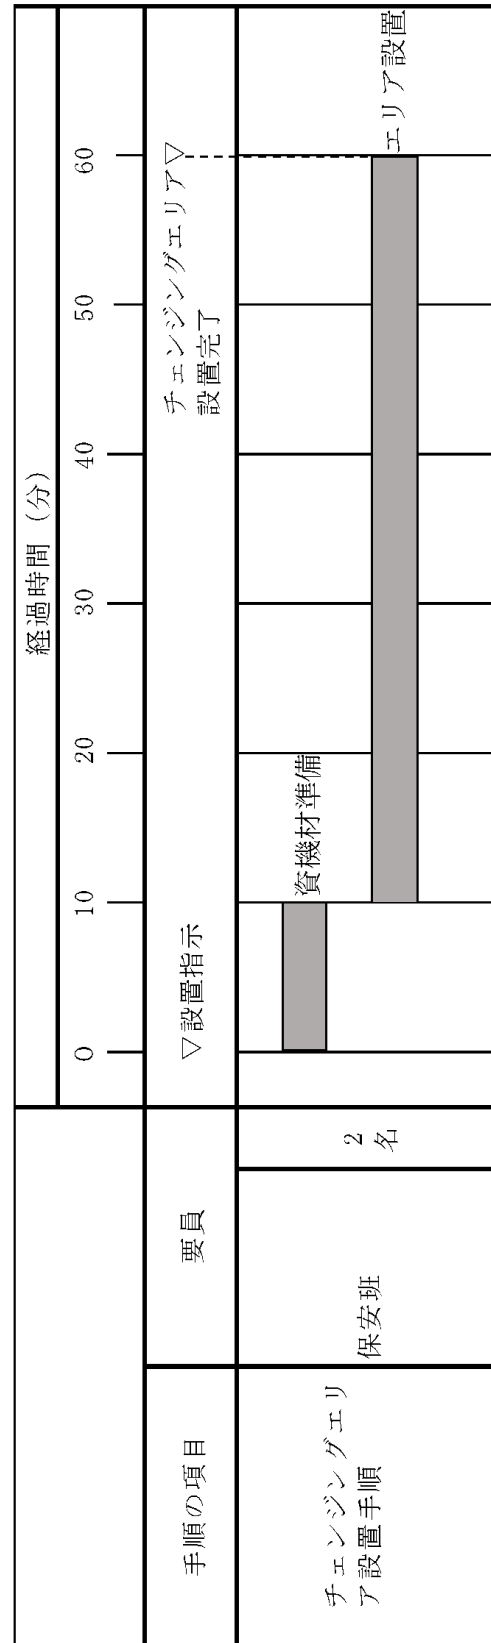 経過時間（分）
0
10
20
30
40
50
60
手順の項目
要員
▽設置指示
チェンジングエリア▽
設置完了
チェンジングエリ
ア設置手順
保安班
2
名
資機材準備
エリア設置